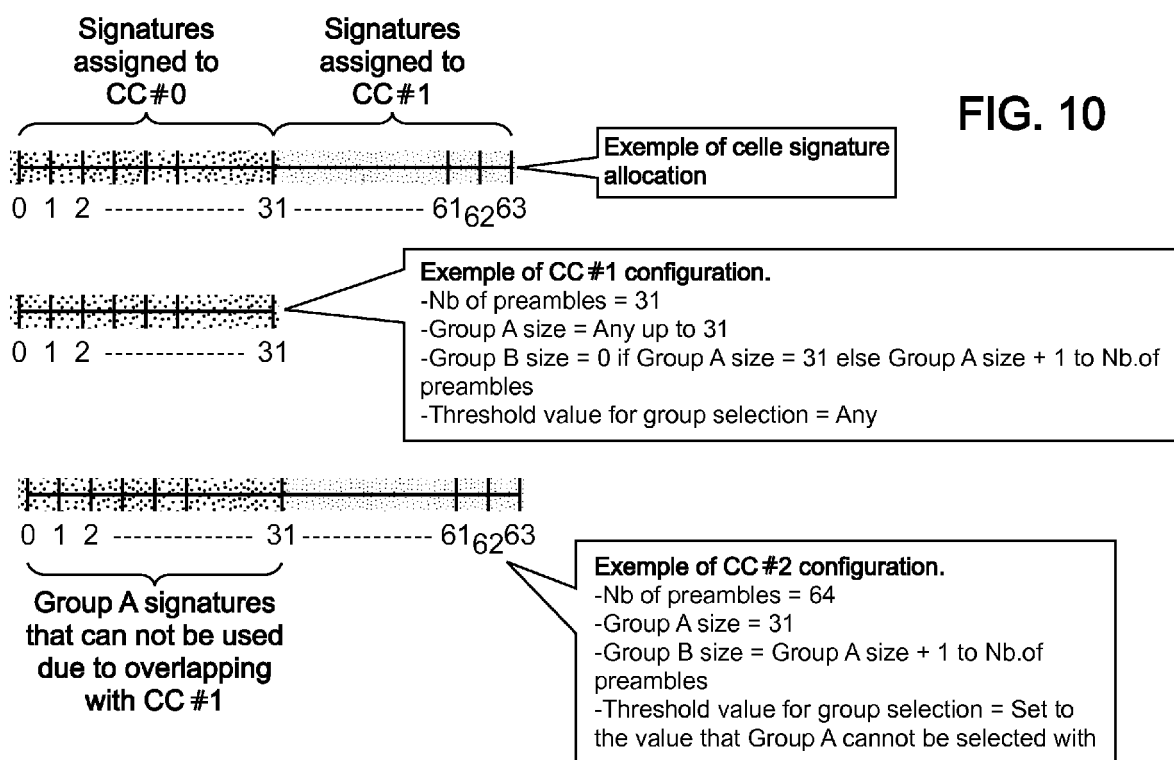 Signatures
assigned to
CC#0
Signatures
assigned to
CC#1
FIG. 10
Exemple of celle signature
allocation
0 1 2 ---------------- 31 ---------------- 61 62 63
Exemple of CC#1 configuration.
-Nb of preambles = 31
-Group A size = Any up to 31
-Group B size = 0 if Group A size = 31 else Group A size + 1 to Nb.of
preambles
-Threshold value for group selection = Any
0 1 2 -------------- 31
0 1 2 ---------------- 31 ---------------- 61 62 63
Group A signatures
that can not be used
due to overlapping
with CC #1
Exemple of CC#2 configuration.
-Nb of preambles = 64
-Group A size = 31
-Group B size = Group A size + 1 to Nb.of
preambles
-Threshold value for group selection = Set to
the value that Group A cannot be selected with